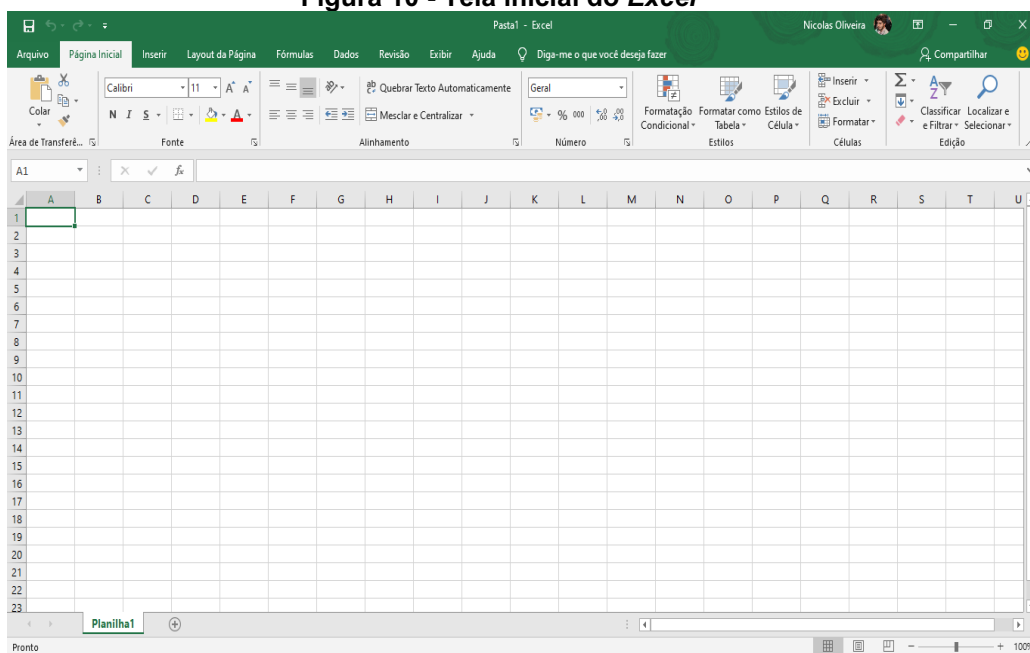 Figura 10 - Tela inicial do Excel
Pasta1 - Excel
Nicolas Oliveira
Arquivo Página Inicial Inserir Layout da Página Fórmulas Dados Revisão Exibir Ajuda Diga-me o que você deseja fazer Compartilhar
Colar
Calibri 11
N I S
Quebrar Texto Automaticamente
Mesclar e Centralizar
Geral
% 000
Formatação Condicional
Formatar como Tabela
Estilos de Célula
Inserir
Excluir
Formatar
Classificar e Filtrar
Localizar e Selecionar
Área de Transferê... Fonte Alinhamento Número Estilos Células Edição
A1 fx
A B C D E F G H I J K L M N O P Q R S T U
1
2
3
4
5
6
7
8
9
10
11
12
13
14
15
16
17
18
19
20
21
22
23
Planilha1
Pronto 100%